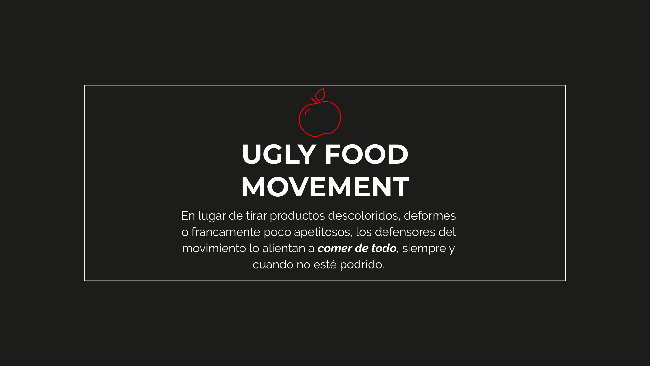 UGLY FOOD
MOVEMENT
En lugar de tirar productos descoloridos, deformes
o francamente poco apetitosos, los defensores del
movimiento lo alientan a comer de todo, siempre y
cuando no esté podrido.